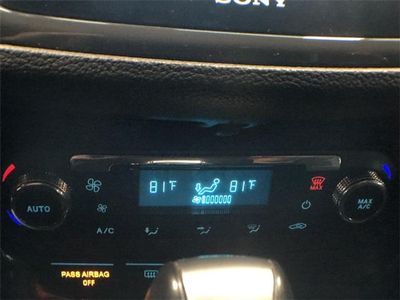 SONY
81°F 81°F
MAX
AUTO
MAX A/C
A/C
PASS AIRBAG
OFF